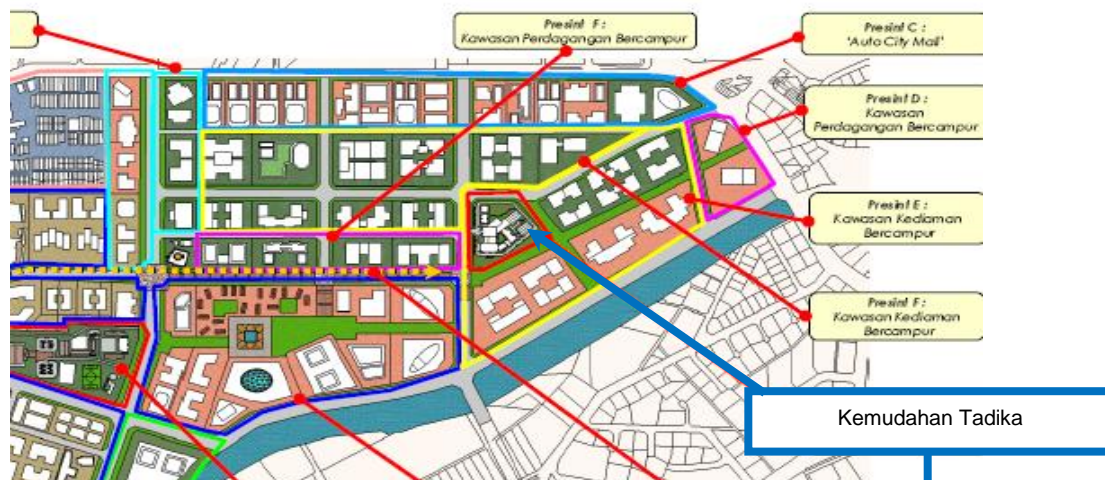 Presint F :
Kawasan Perdagangan Bercampur
Presint C :
'Auto City Mall'
Presint D :
Kawasan
Perdagangan Bercampur
Presint E :
Kawasan Kediaman
Bercampur
Presint F :
Kawasan Kediaman
Bercampur
Kemudahan Tadika